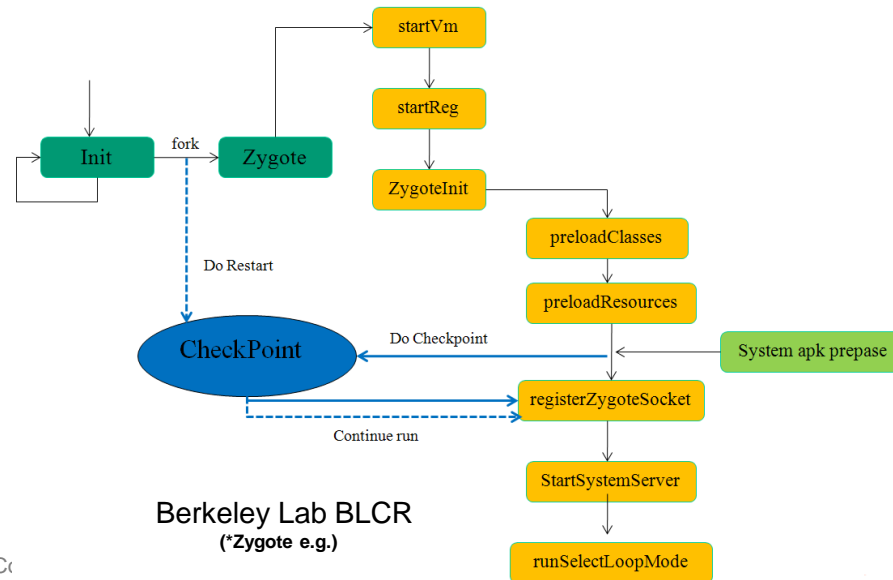 startVm
startReg
fork
Init
Zygote
ZygoteInit
preloadClasses
Do Restart
preloadResources
CheckPoint
Do Checkpoint
System apk prepase
registerZygoteSocket
Continue run
StartSystemServer
Berkeley Lab BLCR
(*Zygote e.g.)
runSelectLoopMode